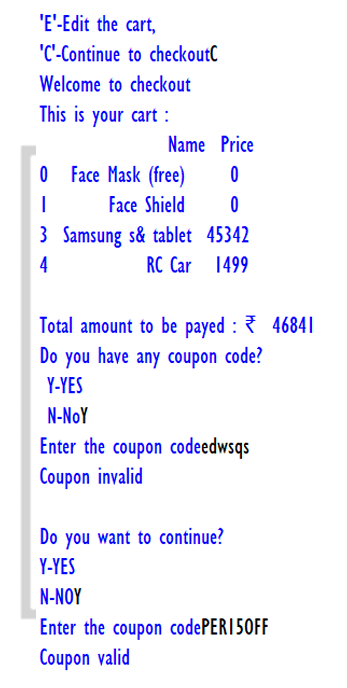 'E'-Edit the cart,
'C'-Continue to checkoutC
Welcome to checkout
This is your cart :
Name Price
0 Face Mask (free) 0
1 Face Shield 0
3 Samsung s& tablet 45342
4 RC Car 1499
Total amount to be payed : ₹ 46841
Do you have any coupon code?
Y-YES
N-NoY
Enter the coupon codeedwsqs
Coupon invalid
Do you want to continue?
Y-YES
N-NOY
Enter the coupon codePER15OFF
Coupon valid